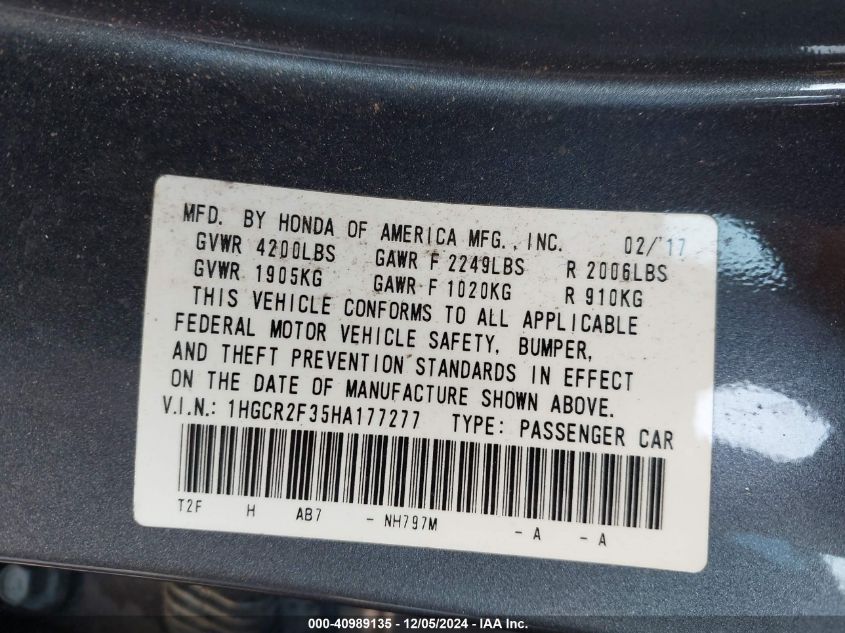 MFD. BY HONDA OF AMERICA MFG., INC. 02/'17
GVWR 4200LBS GAWR F 2249LBS R 2006LBS
GVWR 1905KG GAWR F 1020KG R 910KG
THIS VEHICLE CONFORMS TO ALL APPLICABLE
FEDERAL MOTOR VEHICLE SAFETY, BUMPER,
AND THEFT PREVENTION STANDARDS IN EFFECT
ON THE DATE OF MANUFACTURE SHOWN ABOVE.
V.I.N.: 1HGCR2F35HA177277 TYPE: PASSENGER CAR
T2F H AB7 - NH797M - A - A
000-40989135 - 12/05/2024 - IAA Inc.